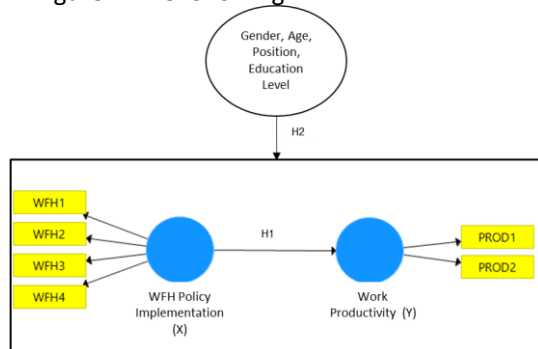 Gender, Age,
Position,
Education
Level
H2
WFH1
WFH2
WFH3
WFH4
H1
PROD1
PROD2
WFH Policy
Implementation
(X)
Work
Productivity (Y)